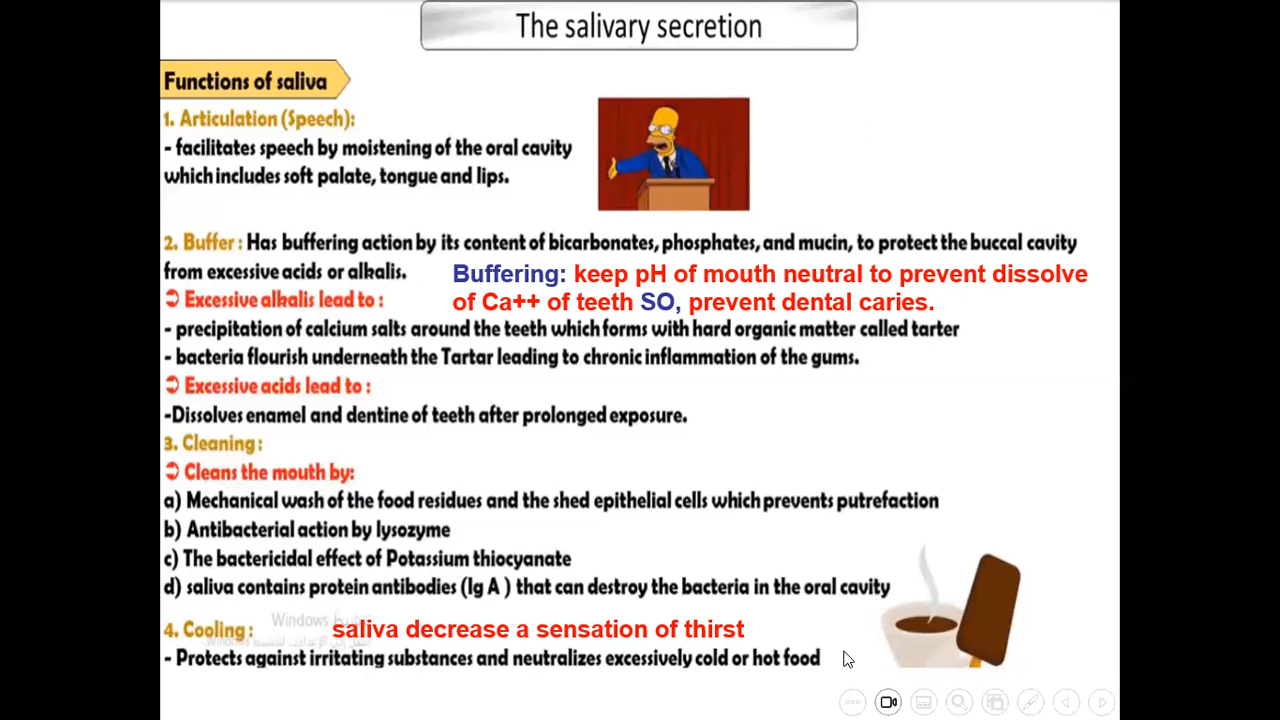 The salivary secretion
Functions of saliva
1. Articulation (Speech):
- facilitates speech by moistening of the oral cavity
which includes soft palate, tongue and lips.
2. Buffer : Has buffering action by its content of bicarbonates, phosphates, and mucin, to protect the buccal cavity
from excessive acids or alkalis.
Buffering: keep pH of mouth neutral to prevent dissolve
of Ca++ of teeth SO, prevent dental caries.
➲ Excessive alkalis lead to :
- precipitation of calcium salts around the teeth which forms with hard organic matter called tarter
- bacteria flourish underneath the Tartar leading to chronic inflammation of the gums.
➲ Excessive acids lead to :
-Dissolves enamel and dentine of teeth after prolonged exposure.
3. Cleaning :
➲ Cleans the mouth by:
a) Mechanical wash of the food residues and the shed epithelial cells which prevents putrefaction
b) Antibacterial action by lysozyme
c) The bactericidal effect of Potassium thiocyanate
d) saliva contains protein antibodies (Ig A ) that can destroy the bacteria in the oral cavity
Windows
4. Cooling : saliva decrease a sensation of thirst
- Protects against irritating substances and neutralizes excessively cold or hot food